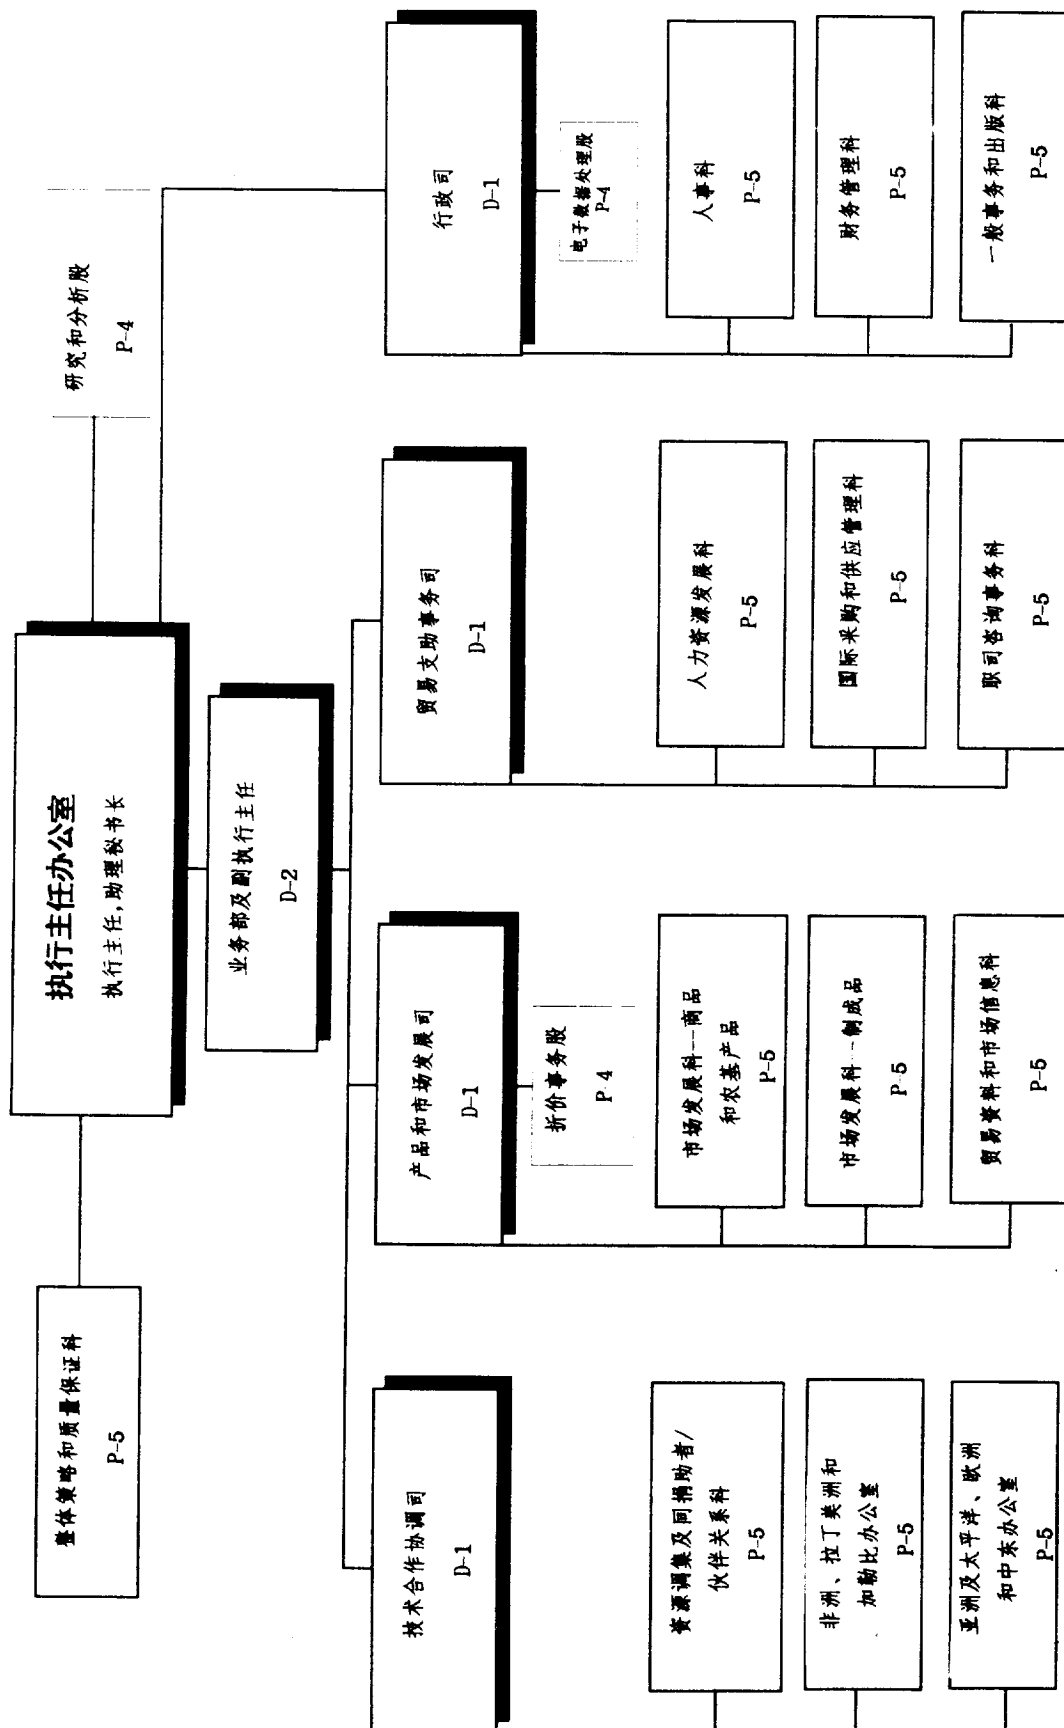 执行主任办公室
执行主任,助理秘书长
整体策略和质量保证科
P-5
研究和分析股
P-4
业务部及副执行主任
D-2
技术合作协调司
D-1
产品和市场发展司
D-1
贸易支助事务司
D-1
行政司
D-1
折价事务股
P-4
电子数据处理股
P-4
资源调集及同捐助者/
伙伴关系科
P-5
市场发展科--商品
和农基产品
P-5
人力资源发展科
P-5
人事科
P-5
非洲、拉丁美洲和
加勒比办公室
P-5
市场发展科--制成品
P-5
国际采购和供应管理科
P-5
财务管理科
P-5
亚洲及太平洋、欧洲
和中东办公室
P-5
贸易资料和市场信息科
P-5
职司咨询事务科
P-5
一般事务和出版科
P-5